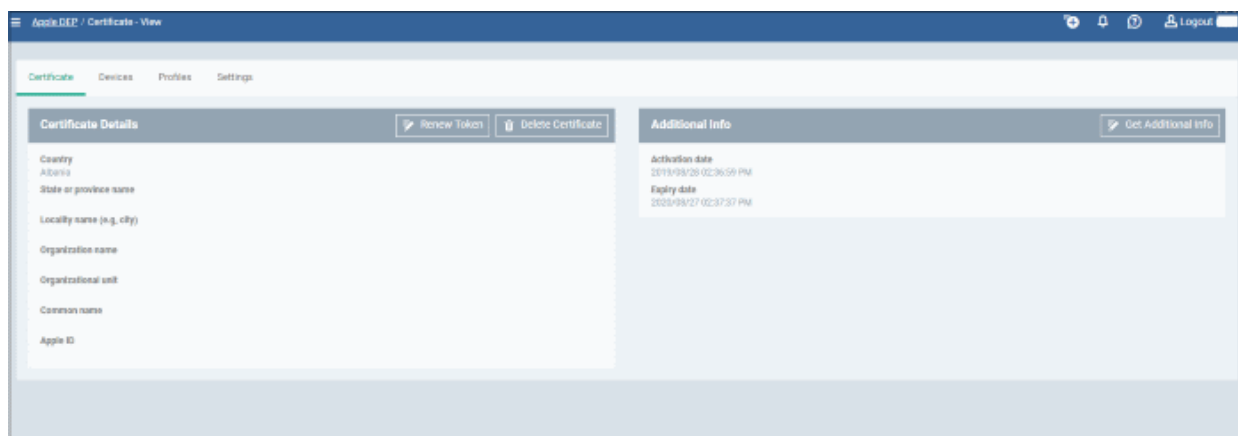 Apple DEP / Certificate - View
Logout
Certificate Devices Profiles Settings
Certificate Details
Renew Token
Delete Certificate
Country
Albania
State or province name
Locality name (e.g, city)
Organization name
Organizational unit
Common name
Apple ID
Additional Info
Get Additional Info
Activation date
2019/08/28 02:36:59 PM
Expiry date
2020/08/27 02:37:37 PM